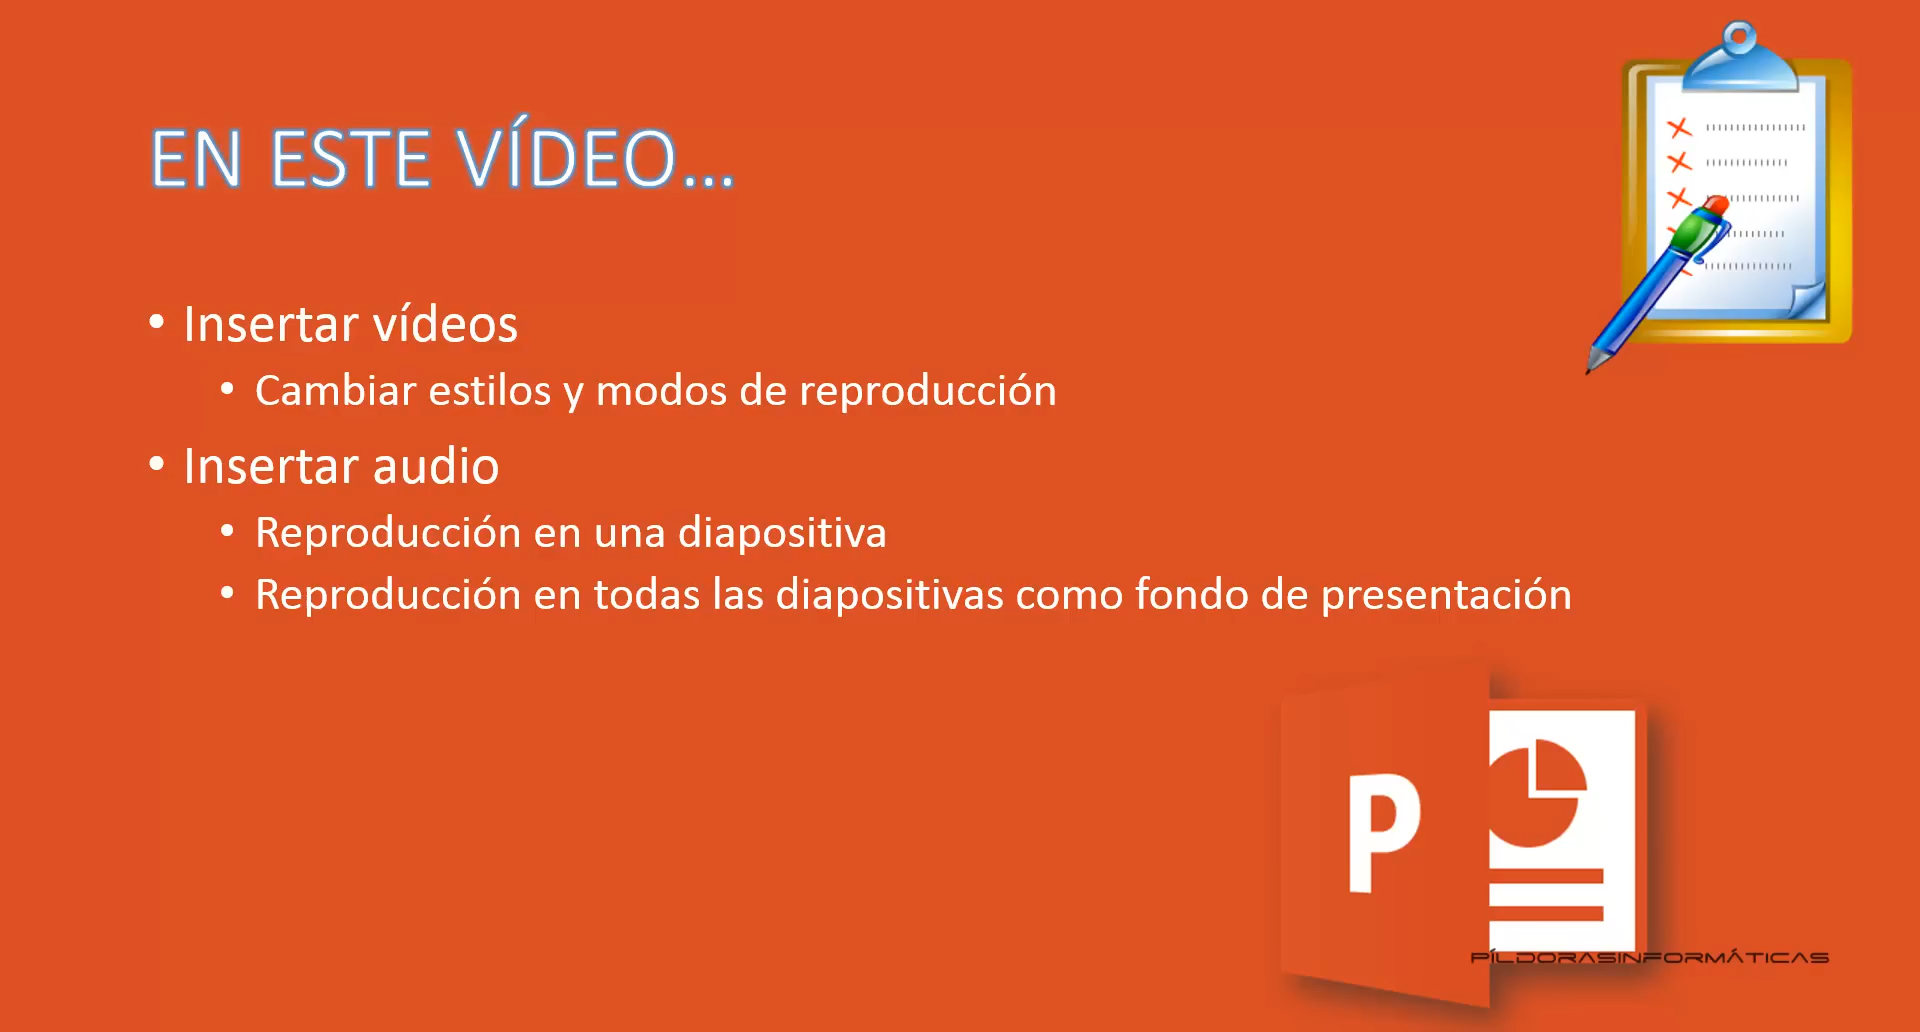 EN ESTE VÍDEO...
• Insertar vídeos
• Cambiar estilos y modos de reproducción
• Insertar audio
• Reproducción en una diapositiva
• Reproducción en todas las diapositivas como fondo de presentación
P
PÍLDORASINFORMÁTICAS